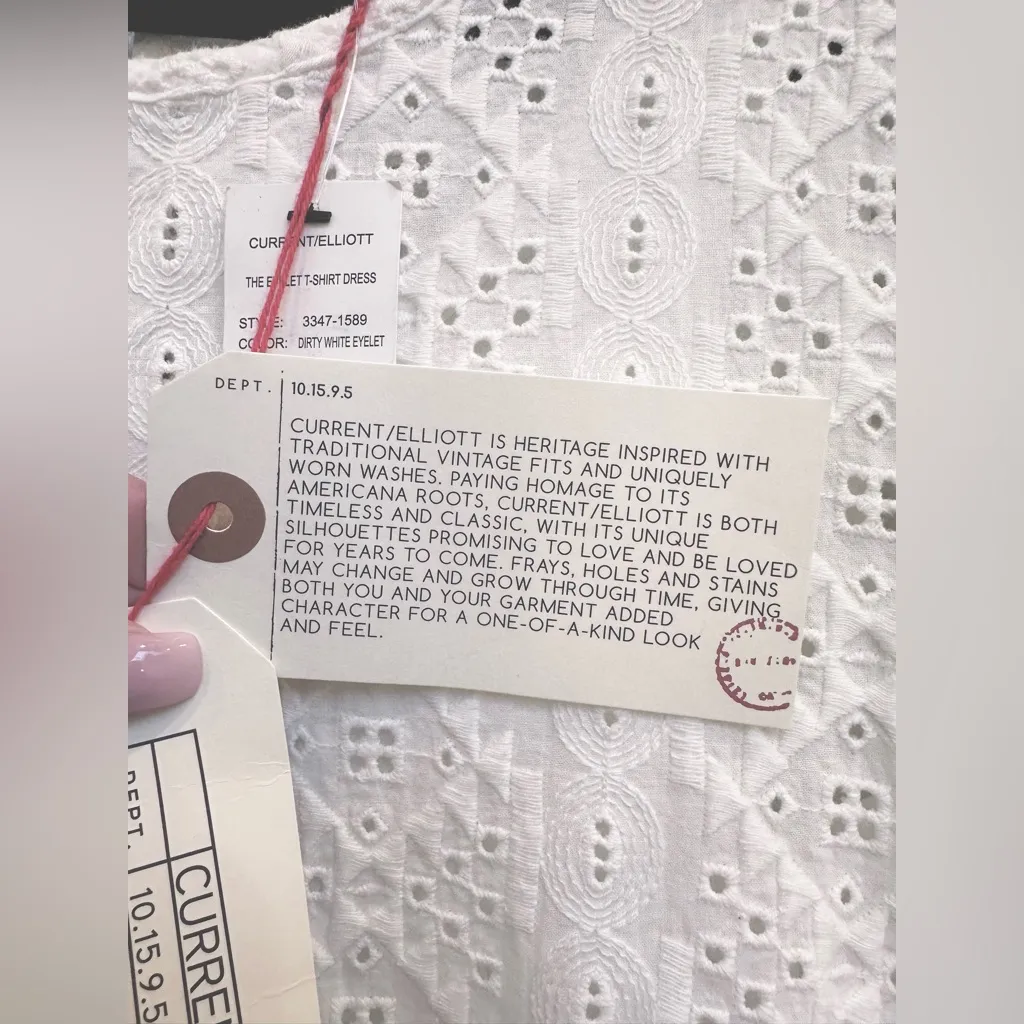 CURRENT/ELLIOTT
THE EYELET T-SHIRT DRESS
STYLE: 3347-1589
COLOR: DIRTY WHITE EYELET
DEPT. 10.15.9.5
CURRENT/ELLIOTT IS HERITAGE INSPIRED WITH
TRADITIONAL VINTAGE FITS AND UNIQUELY
WORN WASHES. PAYING HOMAGE TO ITS
AMERICANA ROOTS, CURRENT/ELLIOTT IS BOTH
TIMELESS AND CLASSIC, WITH ITS UNIQUE
SILHOUETTES PROMISING TO LOVE AND BE LOVED
FOR YEARS TO COME. FRAYS, HOLES AND STAINS
MAY CHANGE AND GROW THROUGH TIME, GIVING
BOTH YOU AND YOUR GARMENT ADDED
CHARACTER FOR A ONE-OF-A-KIND LOOK
AND FEEL.
DEPT. 10.15.9.5
CURRE